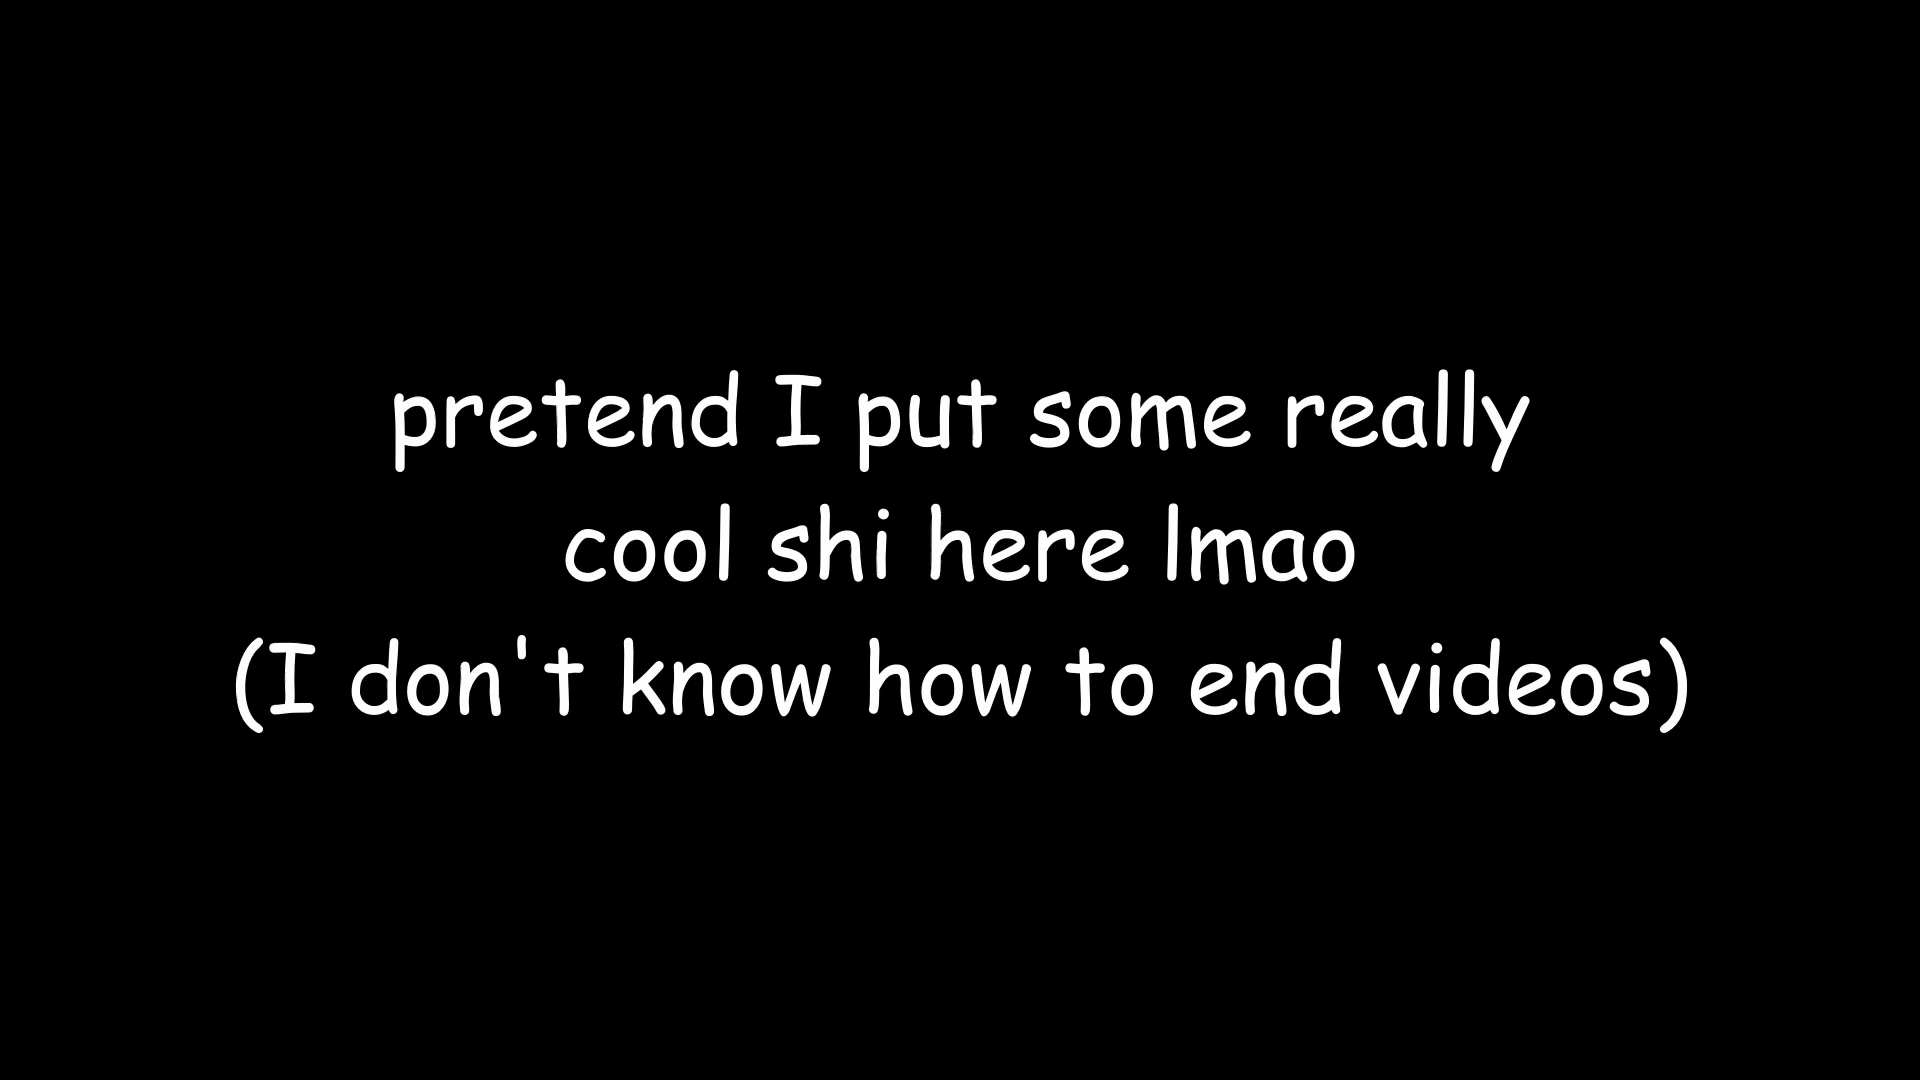 pretend I put some really
cool shi here lmao
(I don't know how to end videos)